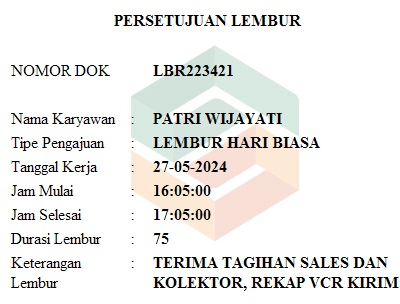 PERSETUJUAN LEMBUR
NOMOR DOK LBR223421
Nama Karyawan : PATRI WIJAYATI
Tipe Pengajuan : LEMBUR HARI BIASA
Tanggal Kerja : 27-05-2024
Jam Mulai : 16:05:00
Jam Selesai : 17:05:00
Durasi Lembur : 75
Keterangan : TERIMA TAGIHAN SALES DAN
Lembur KOLEKTOR, REKAP VCR KIRIM